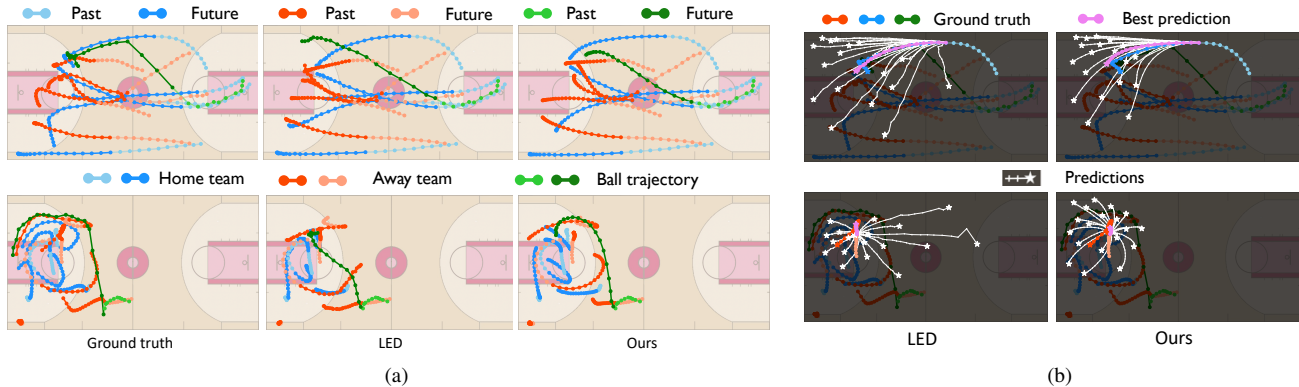 Past Future Past Future Past Future
Ground truth Best prediction
Home team Away team Ball trajectory
Predictions
Ground truth LED Ours
LED Ours
(a) (b)